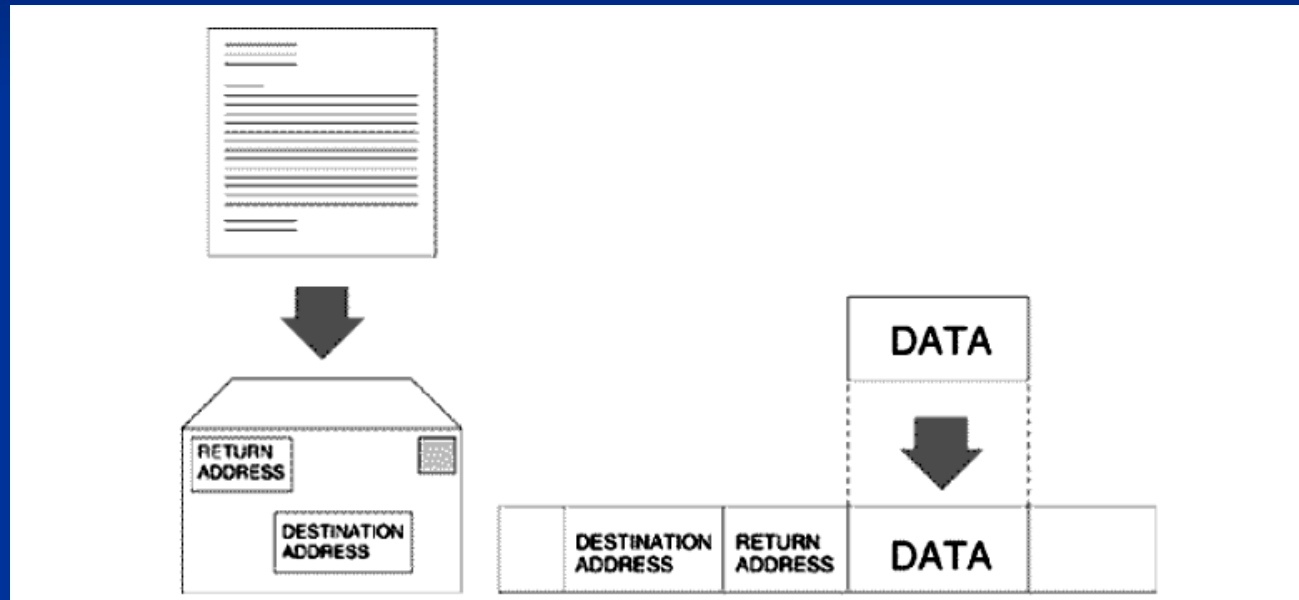 RETURN
ADDRESS
DESTINATION
ADDRESS
DATA
DESTINATION
ADDRESS
RETURN
ADDRESS
DATA